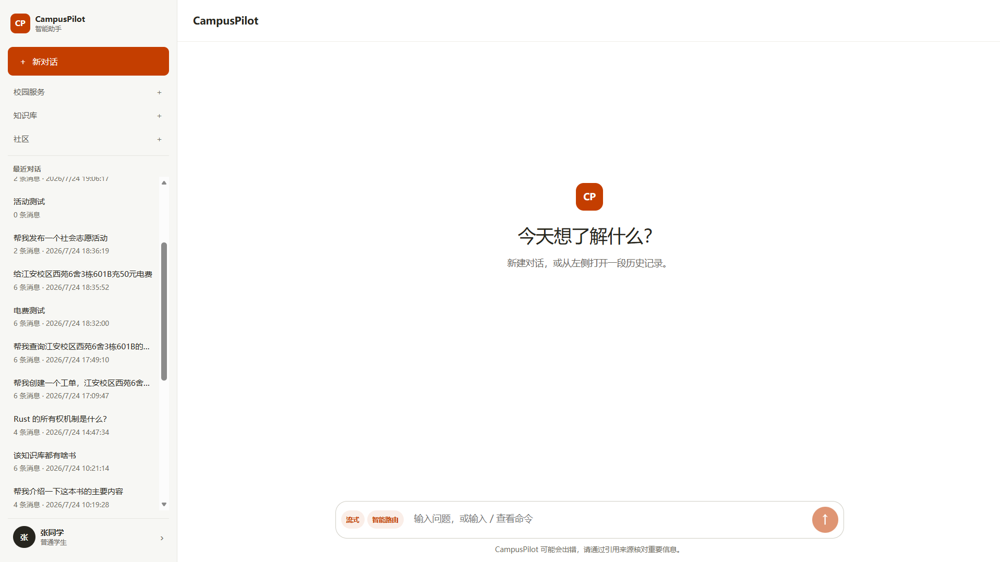 CP
CampusPilot
智能助手
+ 新对话
校园服务 +
知识库 +
社区 +
最近对话
2 条消息 · 2026/7/24 19:06:17
活动测试
0 条消息
帮我发布一个社会志愿活动
2 条消息 · 2026/7/24 18:36:19
给江安校区西苑6舍3栋601B充50元电费
6 条消息 · 2026/7/24 18:35:52
电费测试
6 条消息 · 2026/7/24 18:32:00
帮我查询江安校区西苑6舍3栋601B的...
6 条消息 · 2026/7/24 17:49:10
帮我创建一个工单，江安校区西苑6舍...
6 条消息 · 2026/7/24 17:09:47
Rust 的所有权机制是什么？
4 条消息 · 2026/7/24 14:47:34
该知识库都有啥书
6 条消息 · 2026/7/24 10:21:14
帮我介绍一下这本书的主要内容
4 条消息 · 2026/7/24 10:19:28
张
张同学
普通学生
›
CampusPilot
CP
今天想了解什么？
新建对话，或从左侧打开一段历史记录。
流式 智能路由 输入问题，或输入 / 查看命令 ↑
CampusPilot 可能会出错，请通过引用来源核对重要信息。